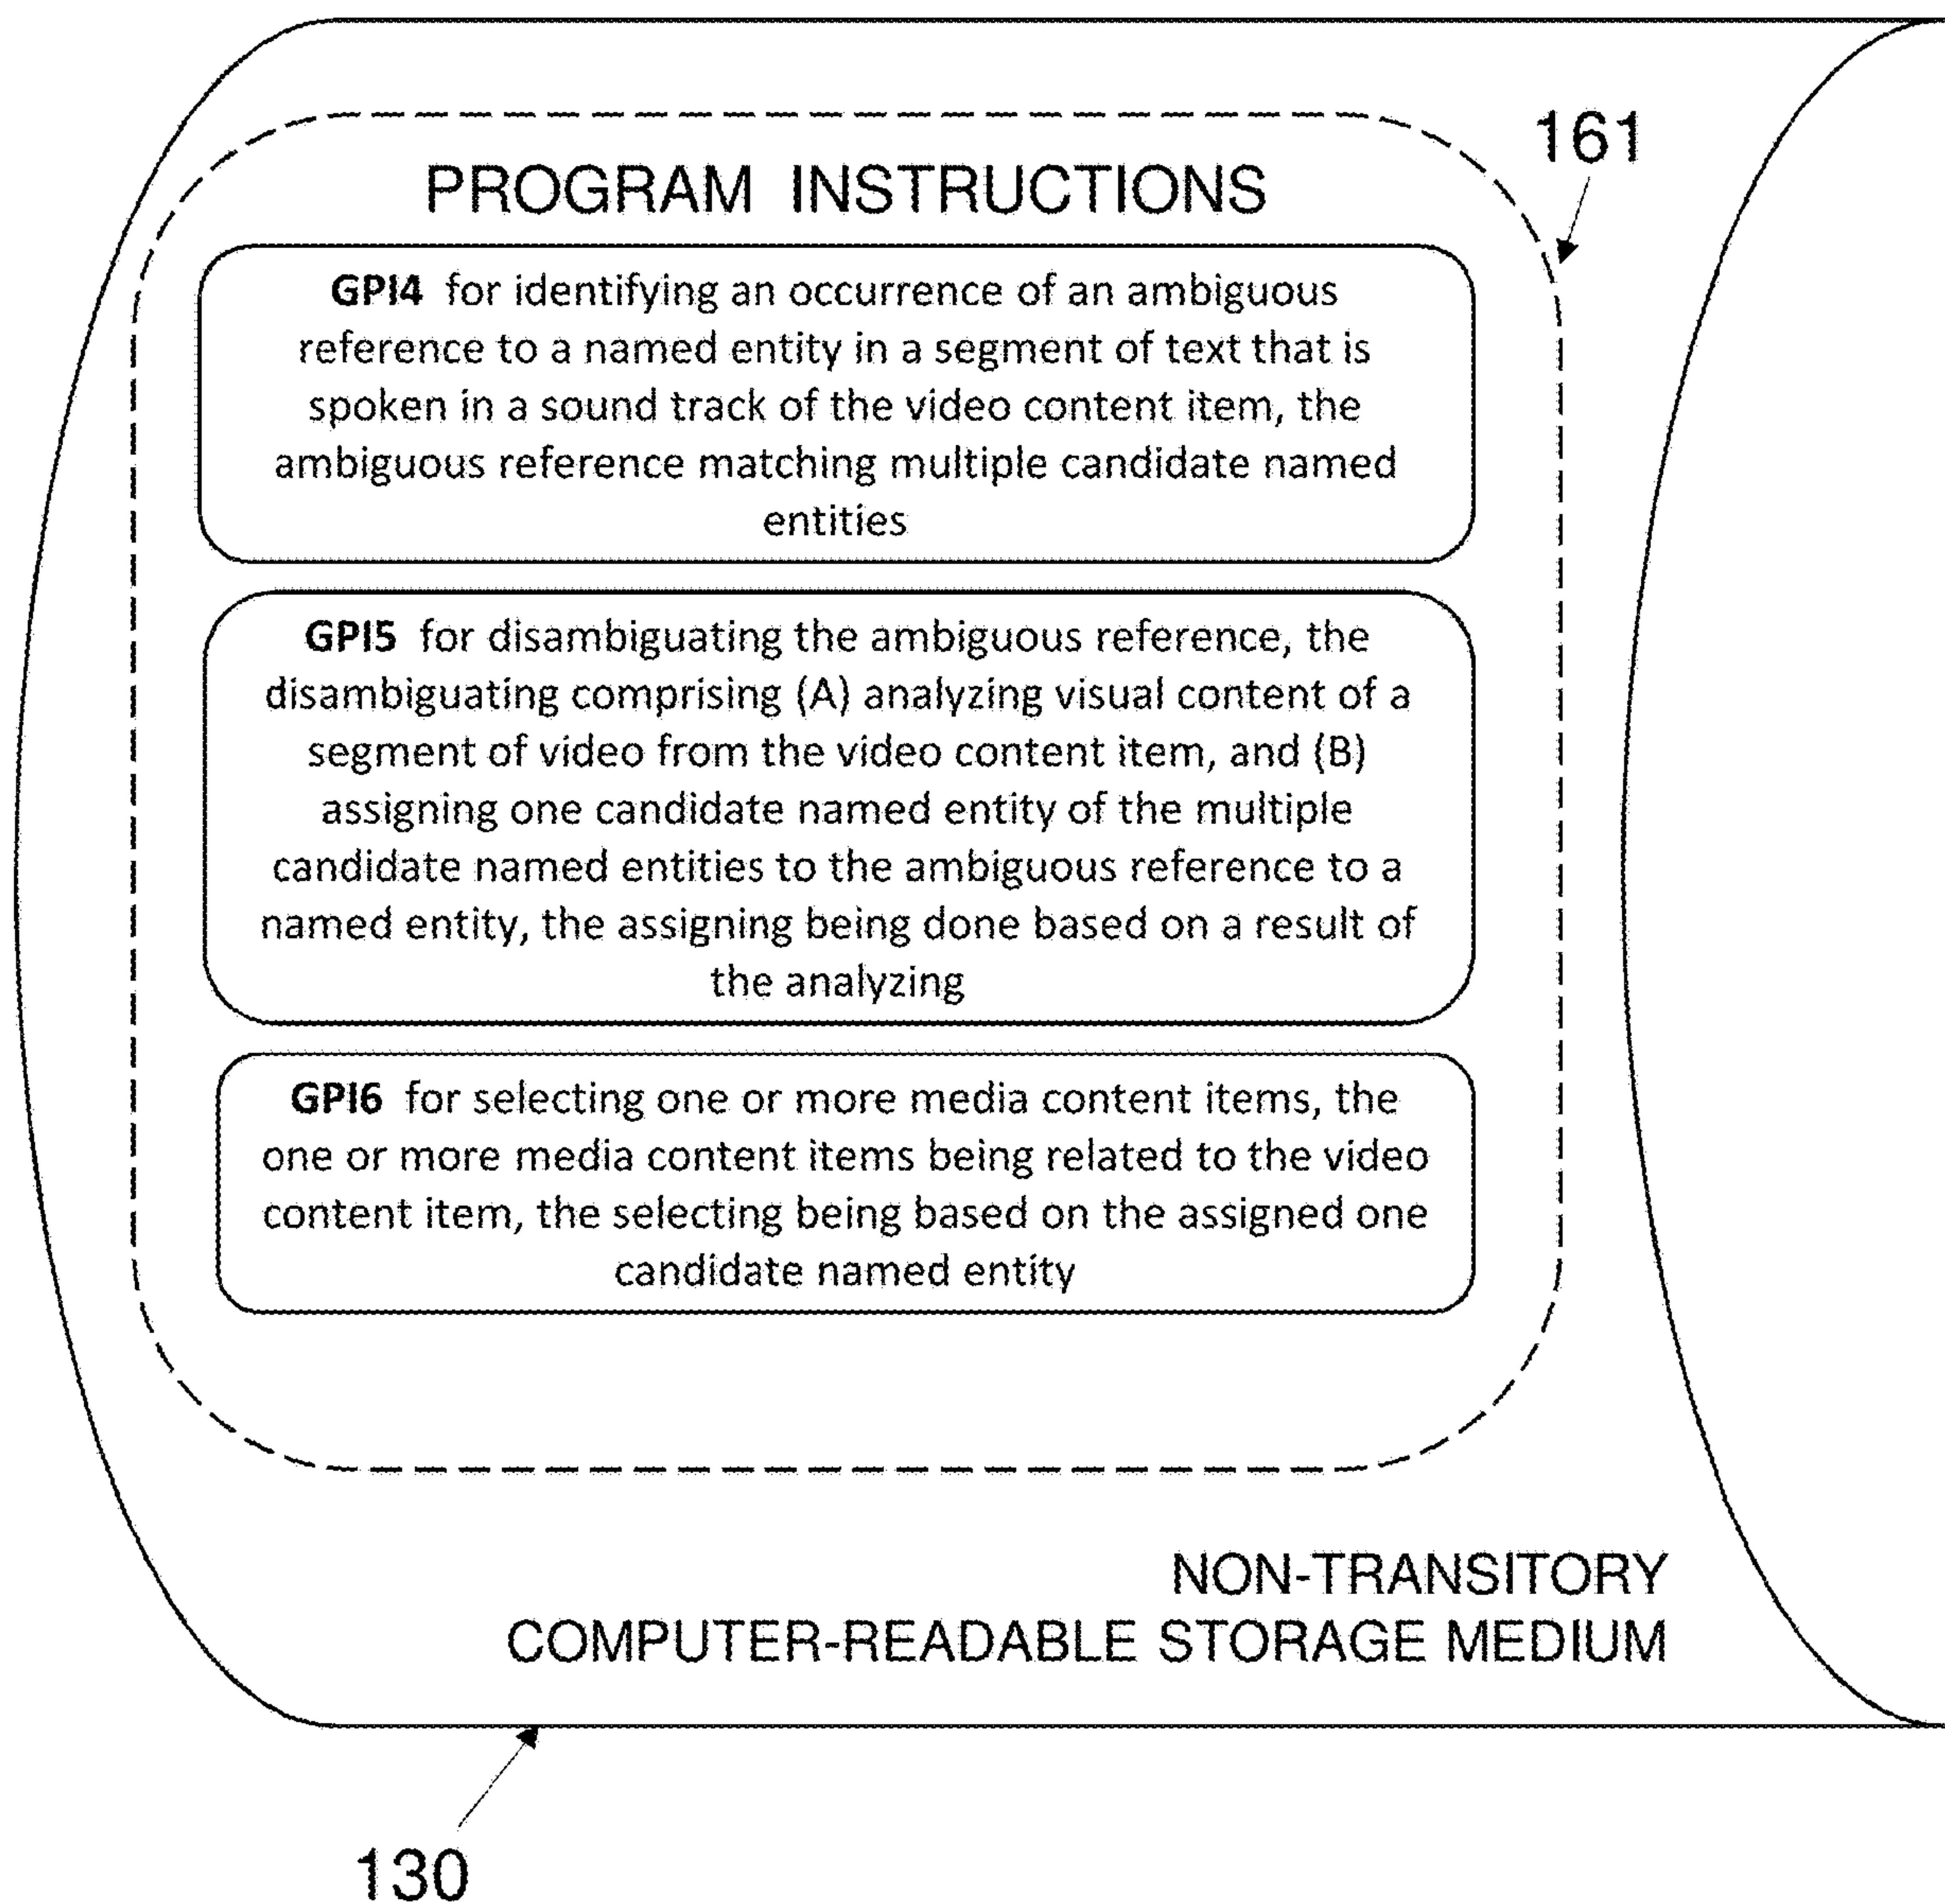 161
PROGRAM INSTRUCTIONS
GPI4 for identifying an occurrence of an ambiguous
reference to a named entity in a segment of text that is
spoken in a sound track of the video content item, the
ambiguous reference matching multiple candidate named
entities
GPI5 for disambiguating the ambiguous reference, the
disambiguating comprising (A) analyzing visual content of a
segment of video from the video content item, and (B)
assigning one candidate named entity of the multiple
candidate named entities to the ambiguous reference to a
named entity, the assigning being done based on a result of
the analyzing
GPI6 for selecting one or more media content items, the
one or more media content items being related to the video
content item, the selecting being based on the assigned one
candidate named entity
NON-TRANSITORY
COMPUTER-READABLE STORAGE MEDIUM
130